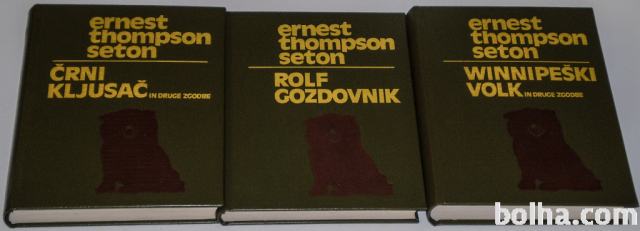 ernest
thompson
seton
ČRNI
KLJUSAČ IN DRUGE ZGODBE
ernest
thompson
seton
ROLF
GOZDOVNIK
ernest
thompson
seton
WINNIPEŠKI
VOLK IN DRUGE ZGODBE
bolha.com